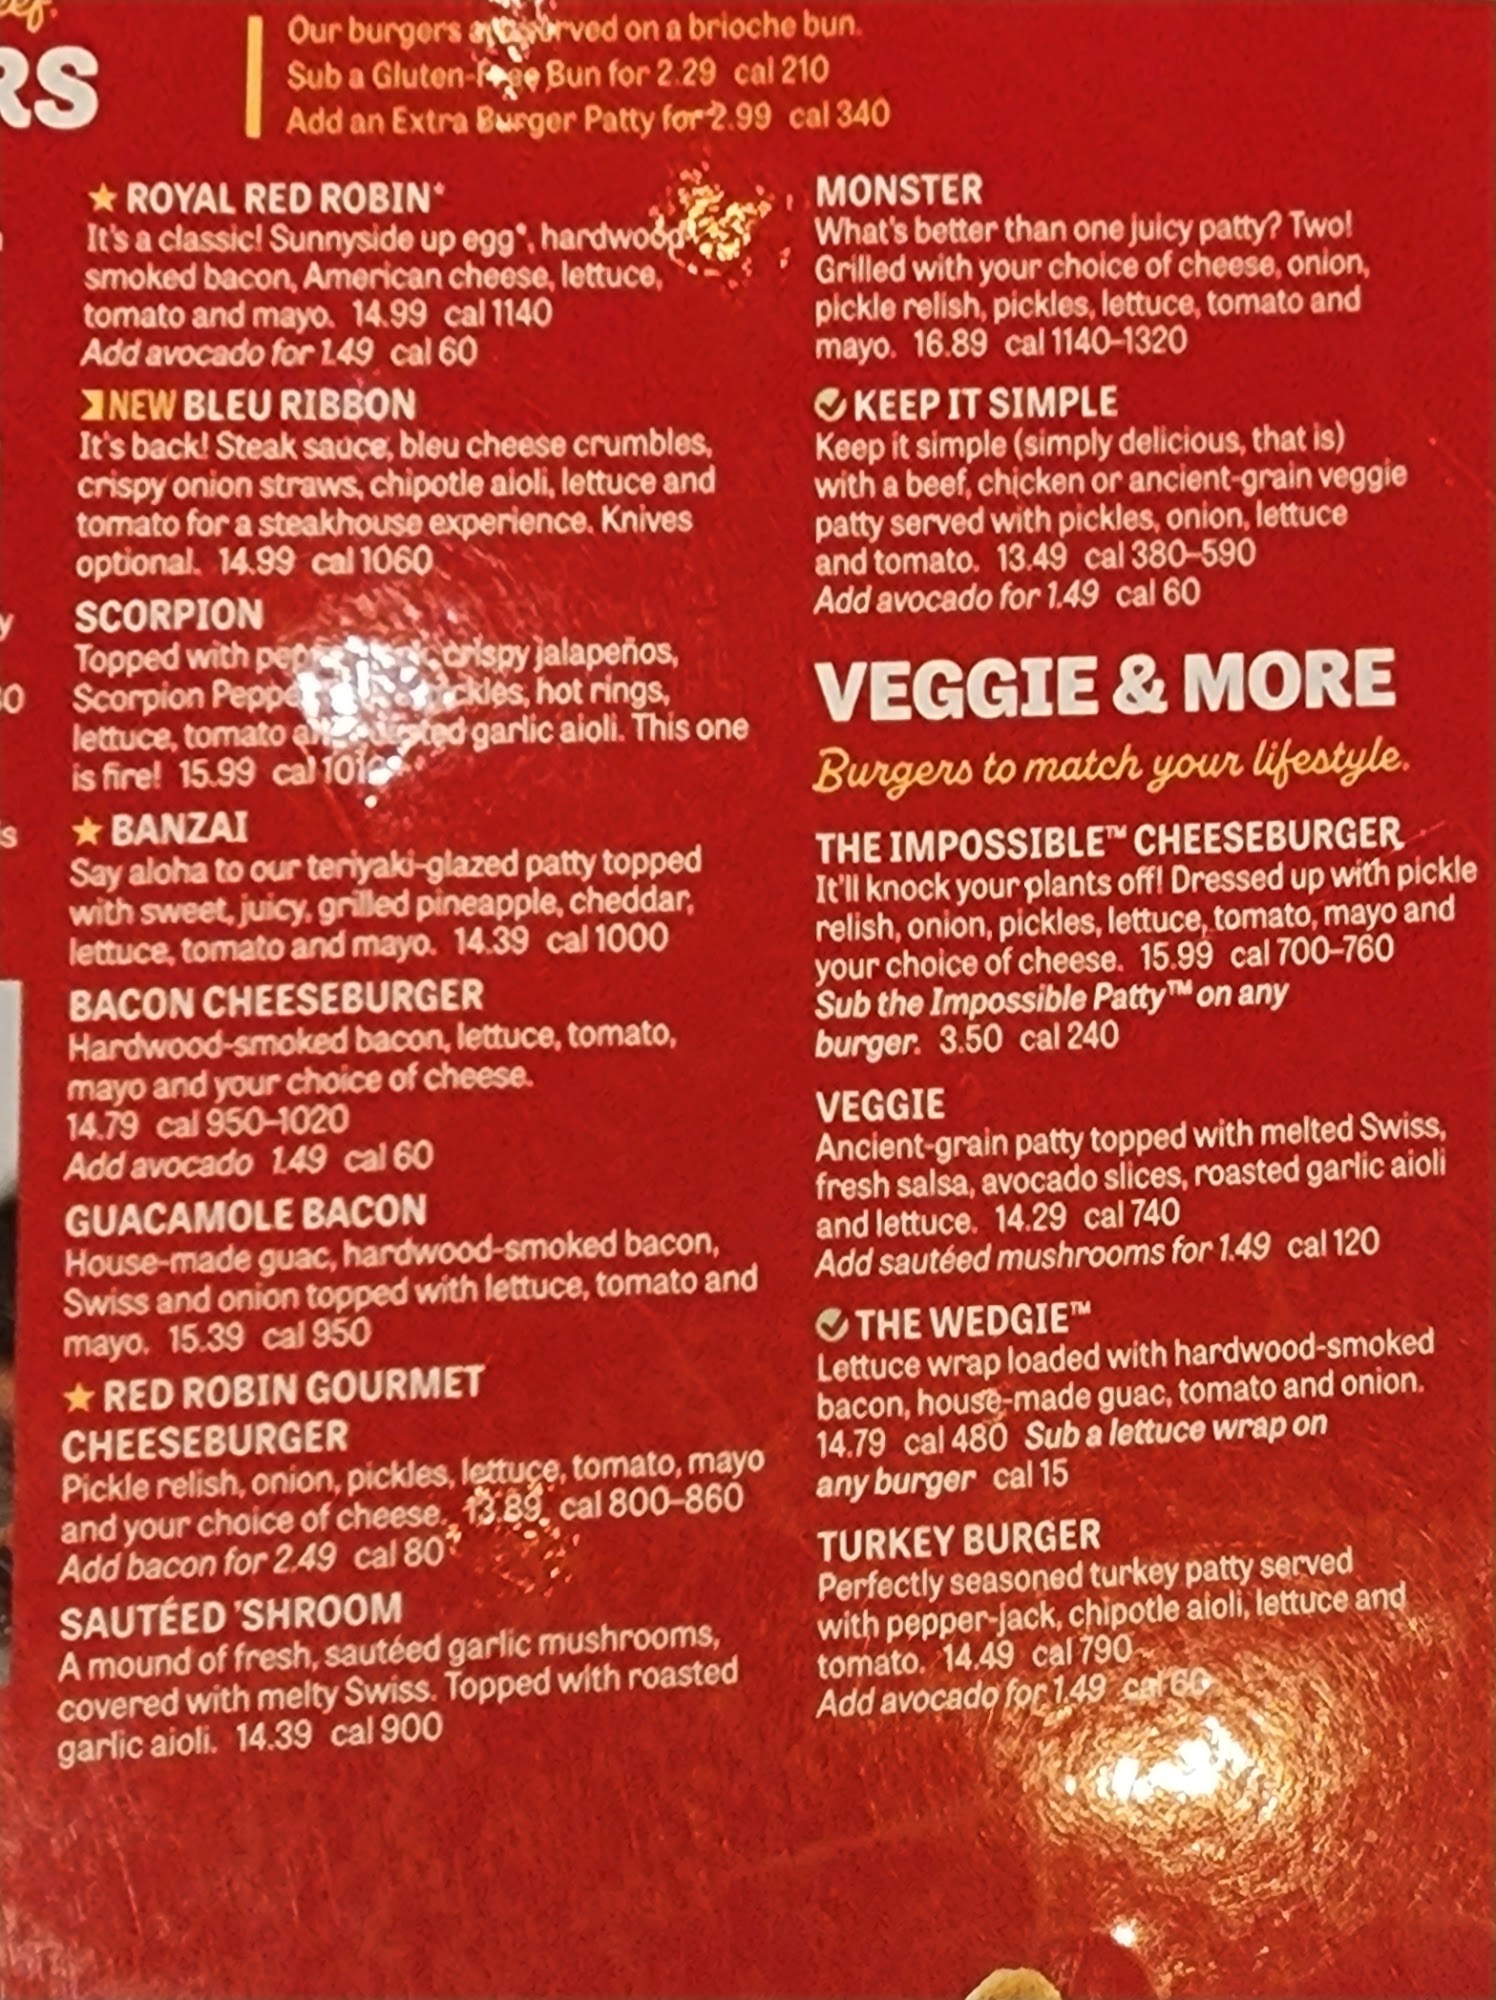 RS
Our burgers are served on a brioche bun.
Sub a Gluten-Free Bun for 2.29 cal 210
Add an Extra Burger Patty for 2.99 cal 340
★ ROYAL RED ROBIN*
It's a classic! Sunnyside up egg*, hardwood
smoked bacon, American cheese, lettuce,
tomato and mayo. 14.99 cal 1140
Add avocado for 1.49 cal 60
NEW BLEU RIBBON
It's back! Steak sauce, bleu cheese crumbles,
crispy onion straws, chipotle aioli, lettuce and
tomato for a steakhouse experience. Knives
optional. 14.99 cal 1060
SCORPION
Topped with crispy jalapeños,
Scorpion hot rings,
lettuce, tomato garlic aioli. This one
is fire! 15.99 cal
★ BANZAI
Say aloha to our teriyaki-glazed patty topped
with sweet, juicy, grilled pineapple, cheddar,
lettuce, tomato and mayo. 14.39 cal 1000
BACON CHEESEBURGER
Hardwood-smoked bacon, lettuce, tomato,
mayo and your choice of cheese.
14.79 cal 950-1020
Add avocado 1.49 cal 60
GUACAMOLE BACON
House-made guac, hardwood-smoked bacon,
Swiss and onion topped with lettuce, tomato and
mayo. 15.39 cal 950
★ RED ROBIN GOURMET
CHEESEBURGER
Pickle relish, onion, pickles, lettuce, tomato, mayo
and your choice of cheese. 13.89 cal 800-860
Add bacon for 2.49 cal 80
SAUTÉED 'SHROOM
A mound of fresh, sautéed garlic mushrooms,
covered with melty Swiss. Topped with roasted
garlic aioli. 14.39 cal 900
MONSTER
What's better than one juicy patty? Two!
Grilled with your choice of cheese, onion,
pickle relish, pickles, lettuce, tomato and
mayo. 16.89 cal 1140-1320
KEEP IT SIMPLE
Keep it simple (simply delicious, that is)
with a beef, chicken or ancient-grain veggie
patty served with pickles, onion, lettuce
and tomato. 13.49 cal 380-590
Add avocado for 1.49 cal 60
VEGGIE & MORE
Burgers to match your lifestyle.
THE IMPOSSIBLE™ CHEESEBURGER
It'll knock your plants off! Dressed up with pickle
relish, onion, pickles, lettuce, tomato, mayo and
your choice of cheese. 15.99 cal 700-760
Sub the Impossible Patty™ on any
burger. 3.50 cal 240
VEGGIE
Ancient-grain patty topped with melted Swiss,
fresh salsa, avocado slices, roasted garlic aioli
and lettuce. 14.29 cal 740
Add sautéed mushrooms for 1.49 cal 120
THE WEDGIE™
Lettuce wrap loaded with hardwood-smoked
bacon, house-made guac, tomato and onion.
14.79 cal 480 Sub a lettuce wrap on
any burger cal 15
TURKEY BURGER
Perfectly seasoned turkey patty served
with pepper-jack, chipotle aioli, lettuce and
tomato. 14.49 cal 790
Add avocado for 1.49 cal 60